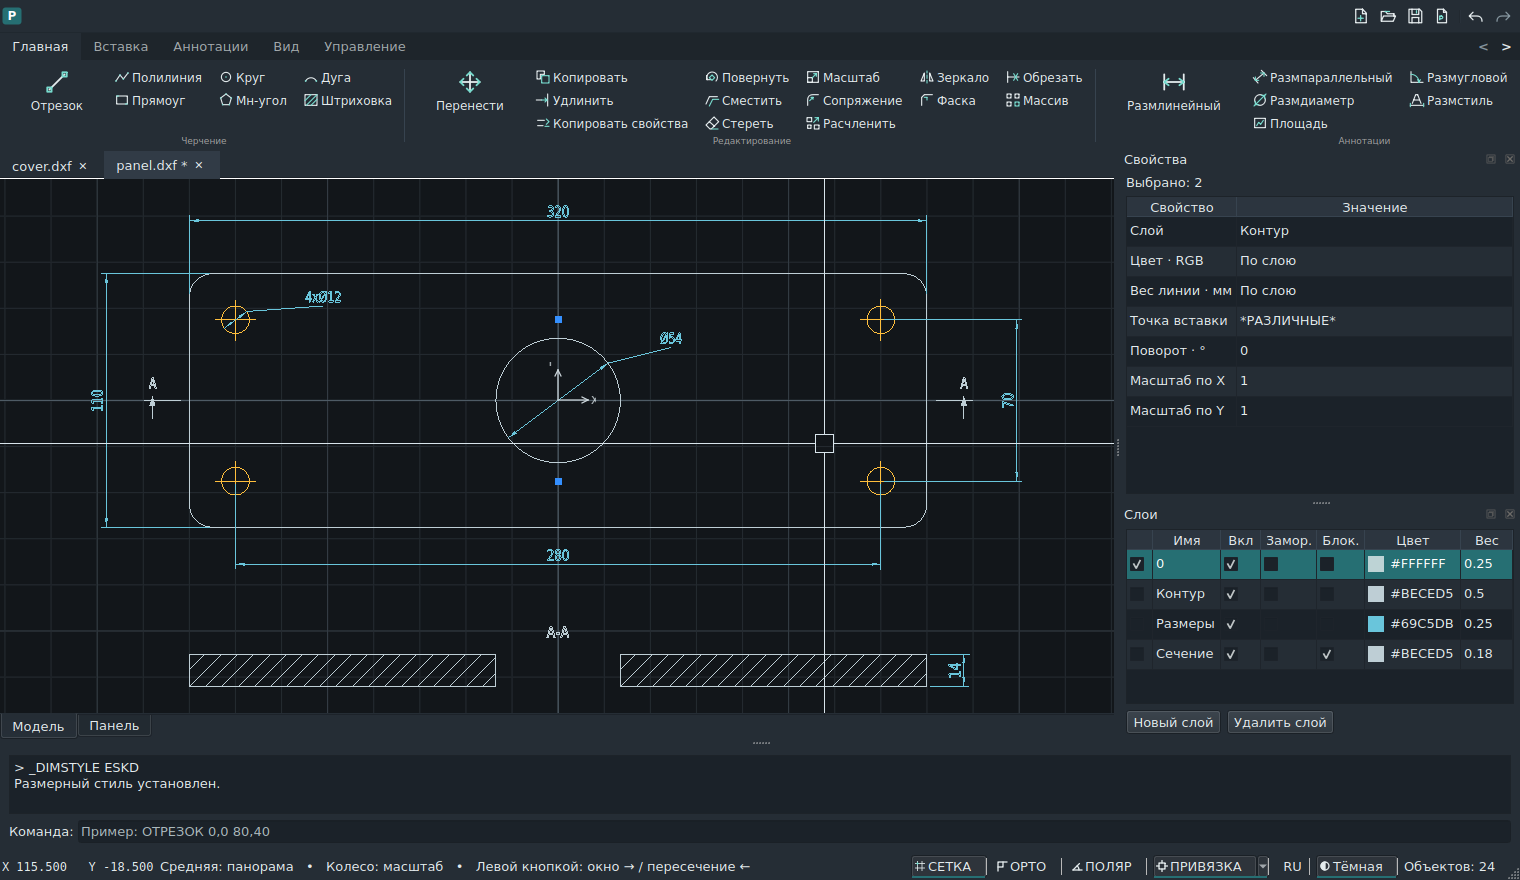 P
Главная Вставка Аннотации Вид Управление < >
Отрезок
Полилиния Круг Дуга
Прямоуг Мн-угол Штриховка
Черчение
Перенести
Копировать Повернуть Масштаб Зеркало Обрезать
Удлинить Сместить Сопряжение Фаска Массив
Копировать свойства Стереть Расчленить
Редактирование
Размлинейный
Размпараллельный Размугловой
Размдиаметр Размстиль
Площадь
Аннотации
cover.dxf × panel.dxf * ×
320
4xØ12
Ø54
A A
110
70
X
280
A-A
14
Модель Панель
Свойства
Выбрано: 2
Свойство Значение
Слой Контур
Цвет · RGB По слою
Вес линии · мм По слою
Точка вставки *РАЗЛИЧНЫЕ*
Поворот · ° 0
Масштаб по X 1
Масштаб по Y 1
Слои
Имя Вкл Замор. Блок. Цвет Вес
0 #FFFFFF 0.25
Контур #BECED5 0.5
Размеры #69C5DB 0.25
Сечение #BECED5 0.18
Новый слой Удалить слой
> _DIMSTYLE ESKD
Размерный стиль установлен.
Команда: Пример: ОТРЕЗОК 0,0 80,40
X 115.500 Y -18.500 Средняя: панорама • Колесо: масштаб • Левой кнопкой: окно → / пересечение ← СЕТКА ОРТО ПОЛЯР ПРИВЯЗКА RU Тёмная Объектов: 24